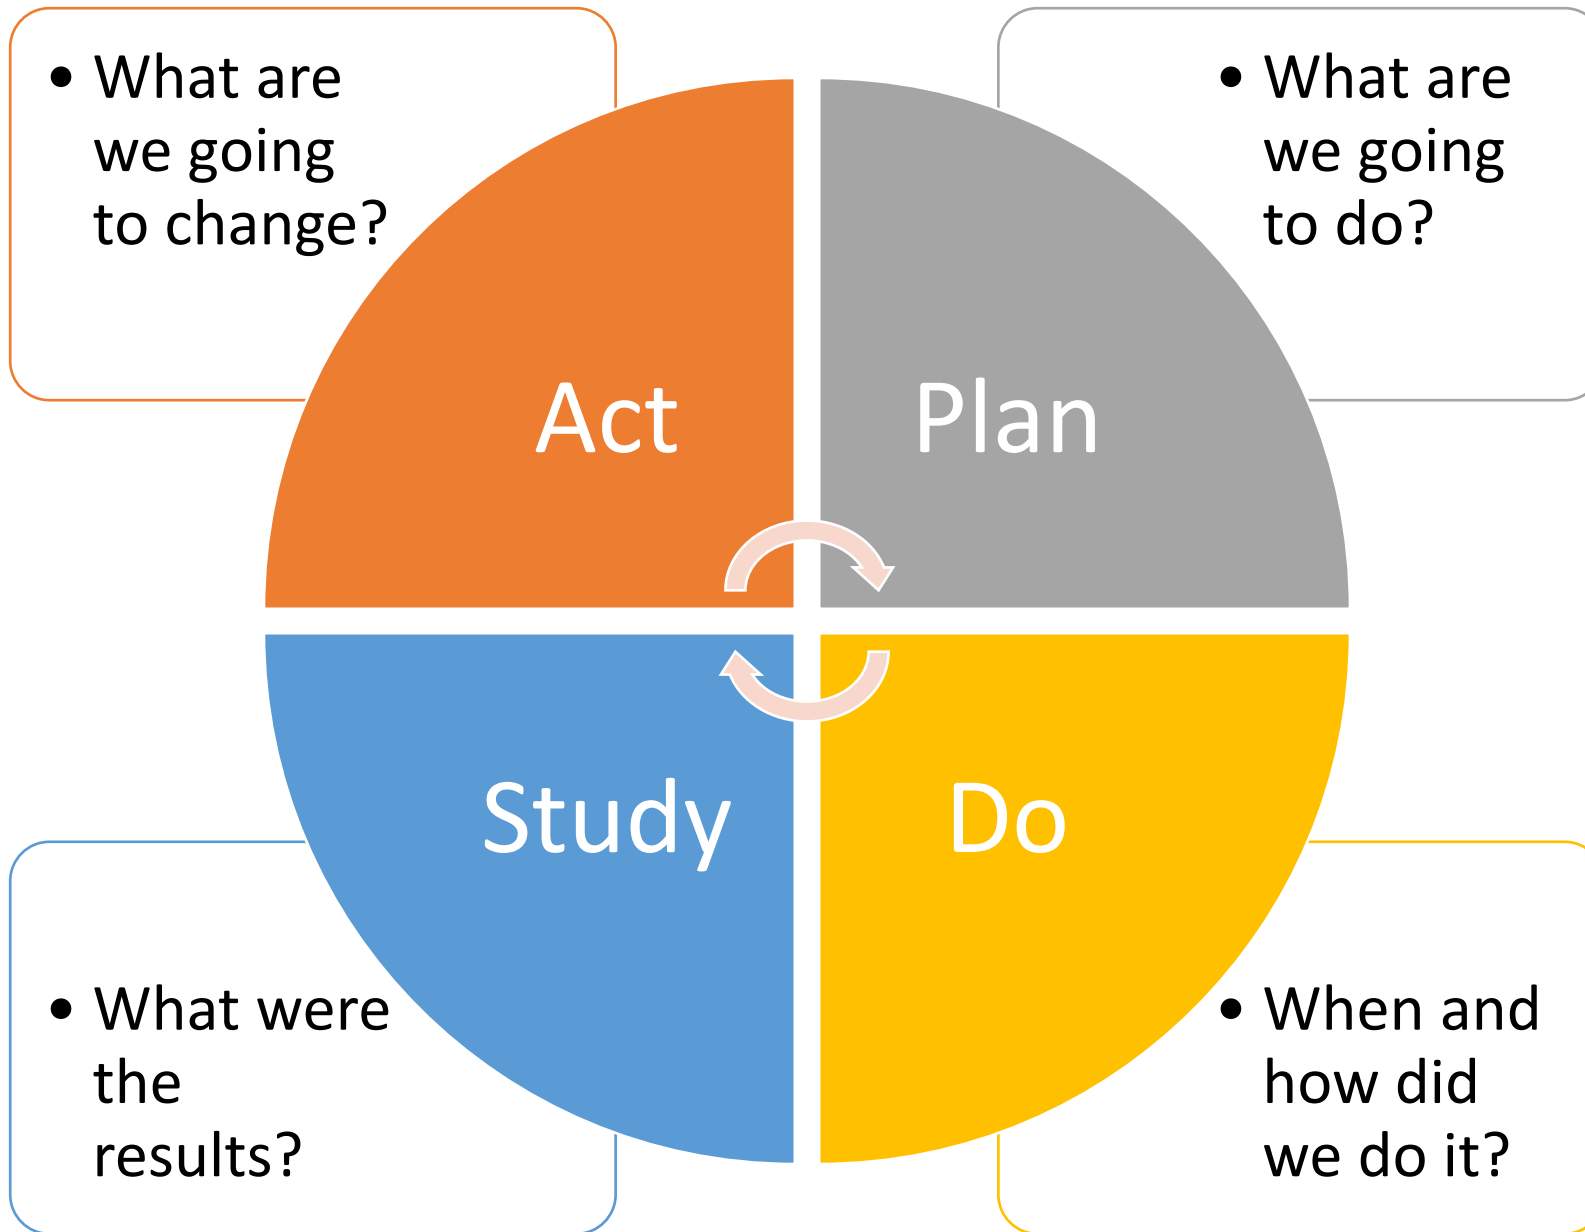 • What are
we going
to change?
• What are
we going
to do?
Act
Plan
Study
Do
• What were
the
results?
• When and
how did
we do it?